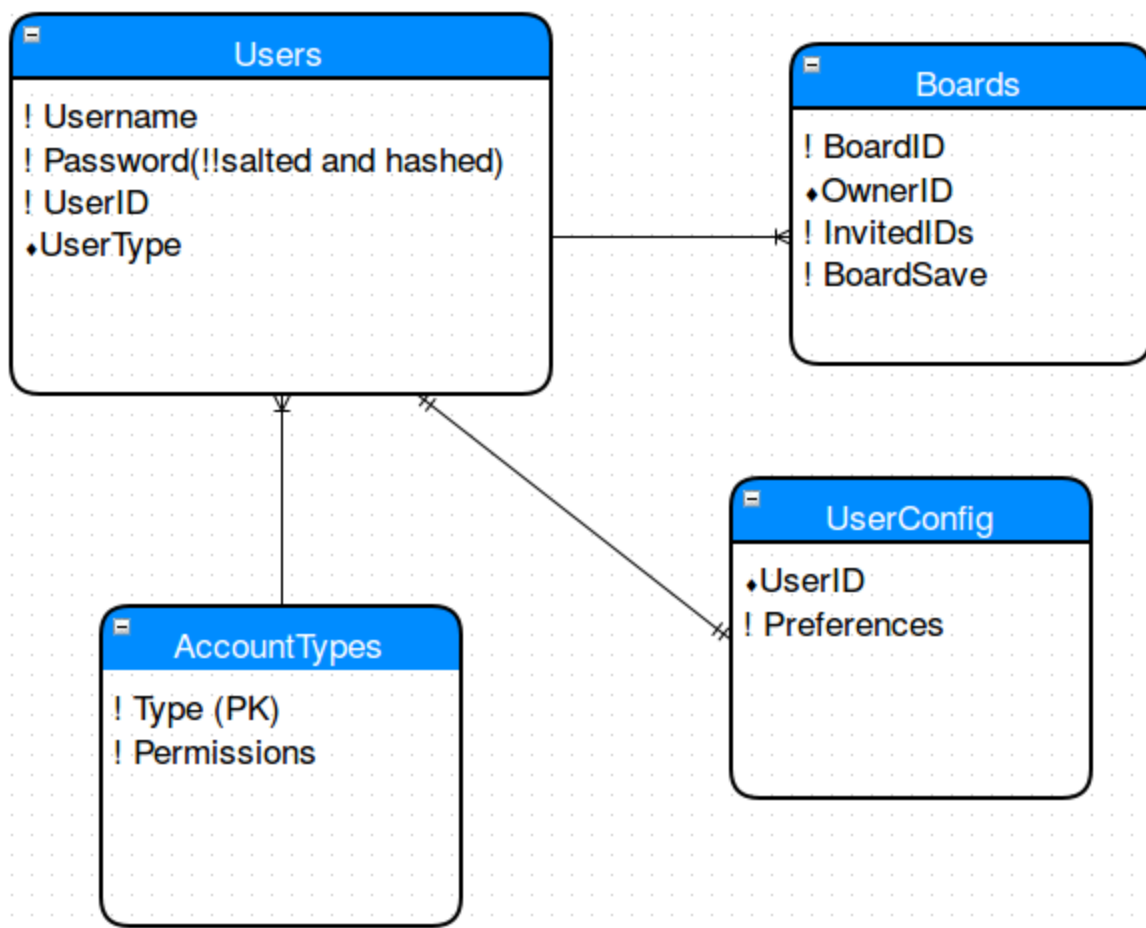 Users
! Username
! Password(!!salted and hashed)
! UserID
⬧UserType
Boards
! BoardID
⬧OwnerID
! InvitedIDs
! BoardSave
UserConfig
⬧UserID
! Preferences
AccountTypes
! Type (PK)
! Permissions